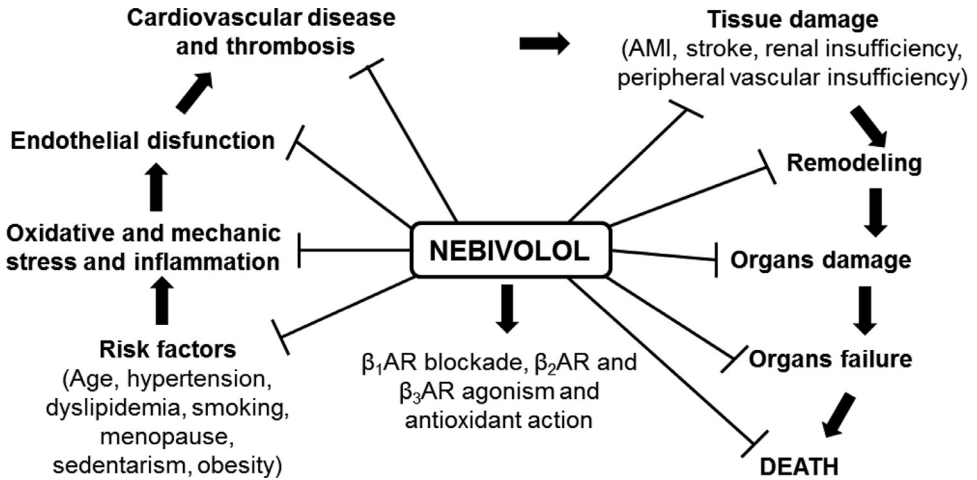 Cardiovascular disease
and thrombosis
Tissue damage
(AMI, stroke, renal insufficiency,
peripheral vascular insufficiency)
Endothelial disfunction
Remodeling
Oxidative and mechanic
stress and inflammation
NEBIVOLOL
Organs damage
Risk factors
(Age, hypertension,
dyslipidemia, smoking,
menopause,
sedentarism, obesity)
β₁AR blockade, β₂AR and
β₃AR agonism and
antioxidant action
Organs failure
DEATH